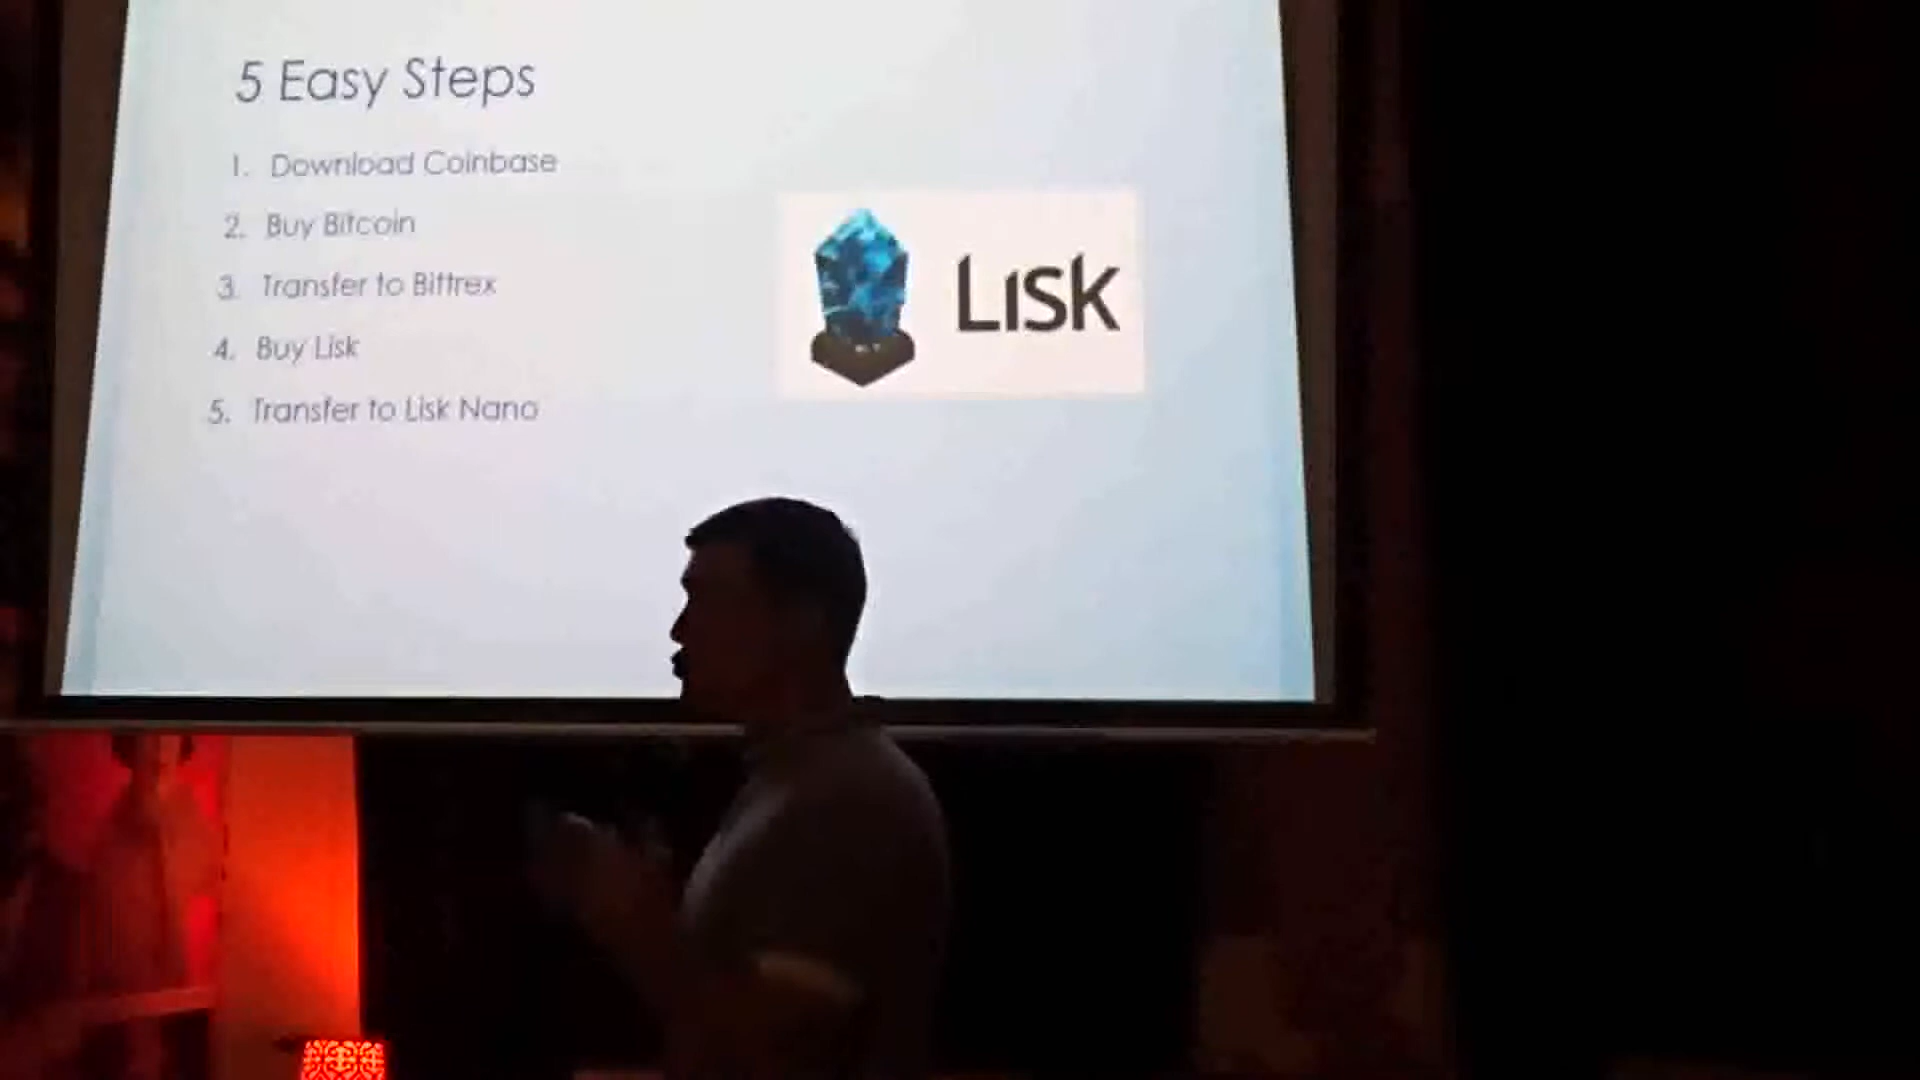 5 Easy Steps
1. Download Coinbase
2. Buy Bitcoin
3. Transfer to Bittrex
4. Buy Lisk
5. Transfer to Lisk Nano
Lisk